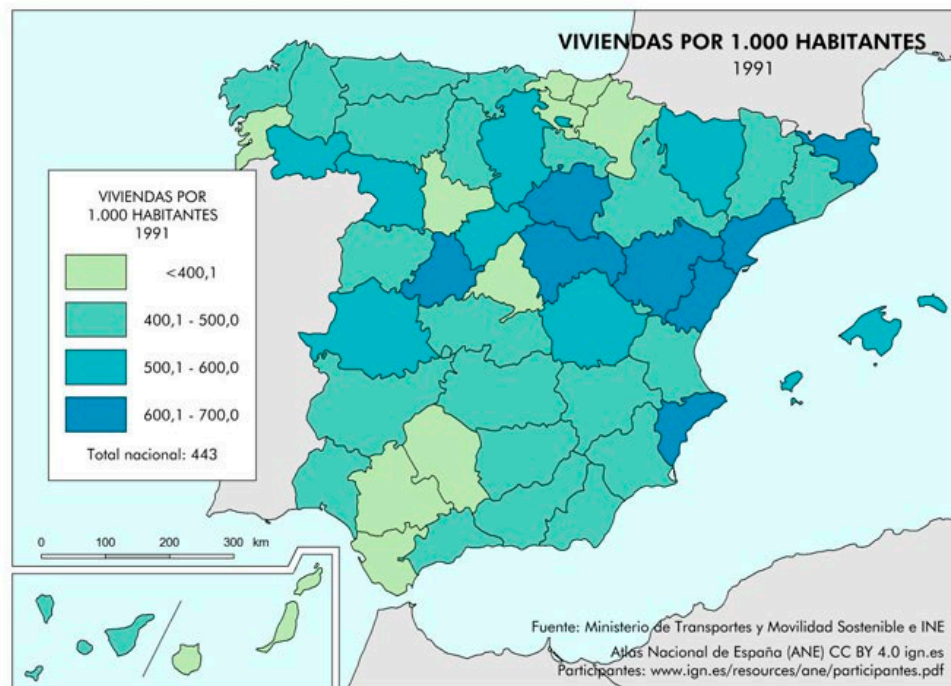 VIVIENDAS POR 1.000 HABITANTES
1991
VIVIENDAS POR
1.000 HABITANTES
1991
<400,1
400,1 - 500,0
500,1 - 600,0
600,1 - 700,0
Total nacional: 443
0 100 200 300 km
Fuente: Ministerio de Transportes y Movilidad Sostenible e INE
Atlas Nacional de España (ANE) CC BY 4.0 ign.es
Participantes: www.ign.es/resources/ane/participantes.pdf